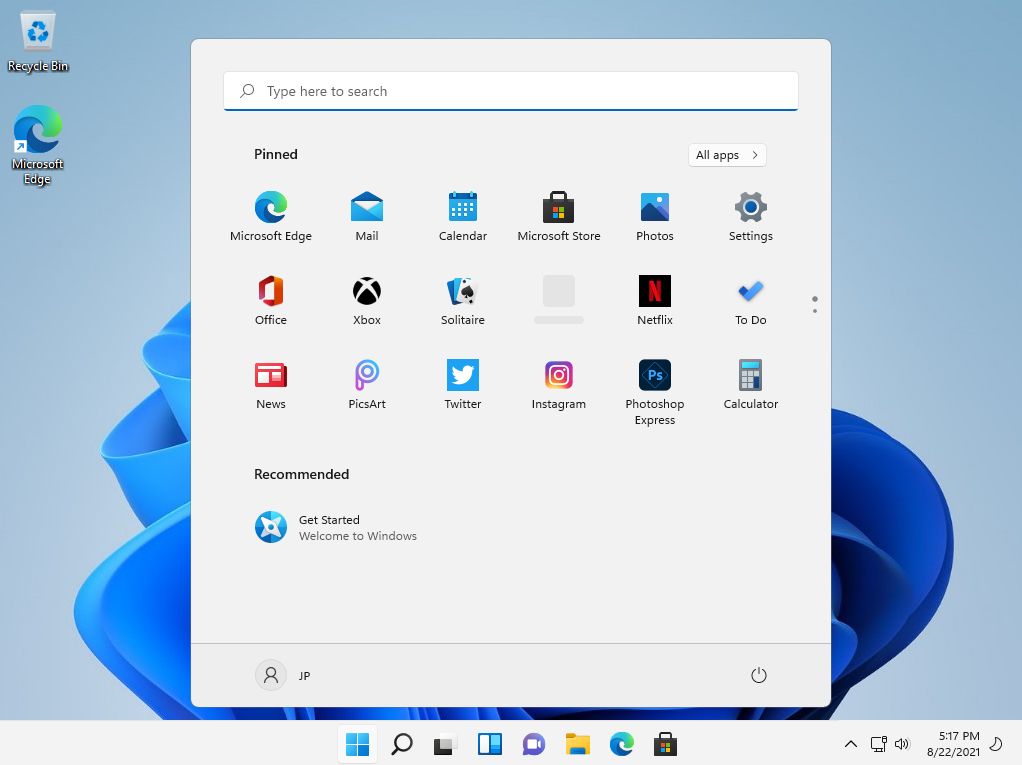 Recycle Bin
Microsoft
Edge
Type here to search
Pinned
All apps
Microsoft Edge
Mail
Calendar
Microsoft Store
Photos
Settings
Office
Xbox
Solitaire
N
Netflix
To Do
News
PicsArt
Twitter
Instagram
Ps
Photoshop
Express
Calculator
Recommended
Get Started
Welcome to Windows
JP
5:17 PM
8/22/2021